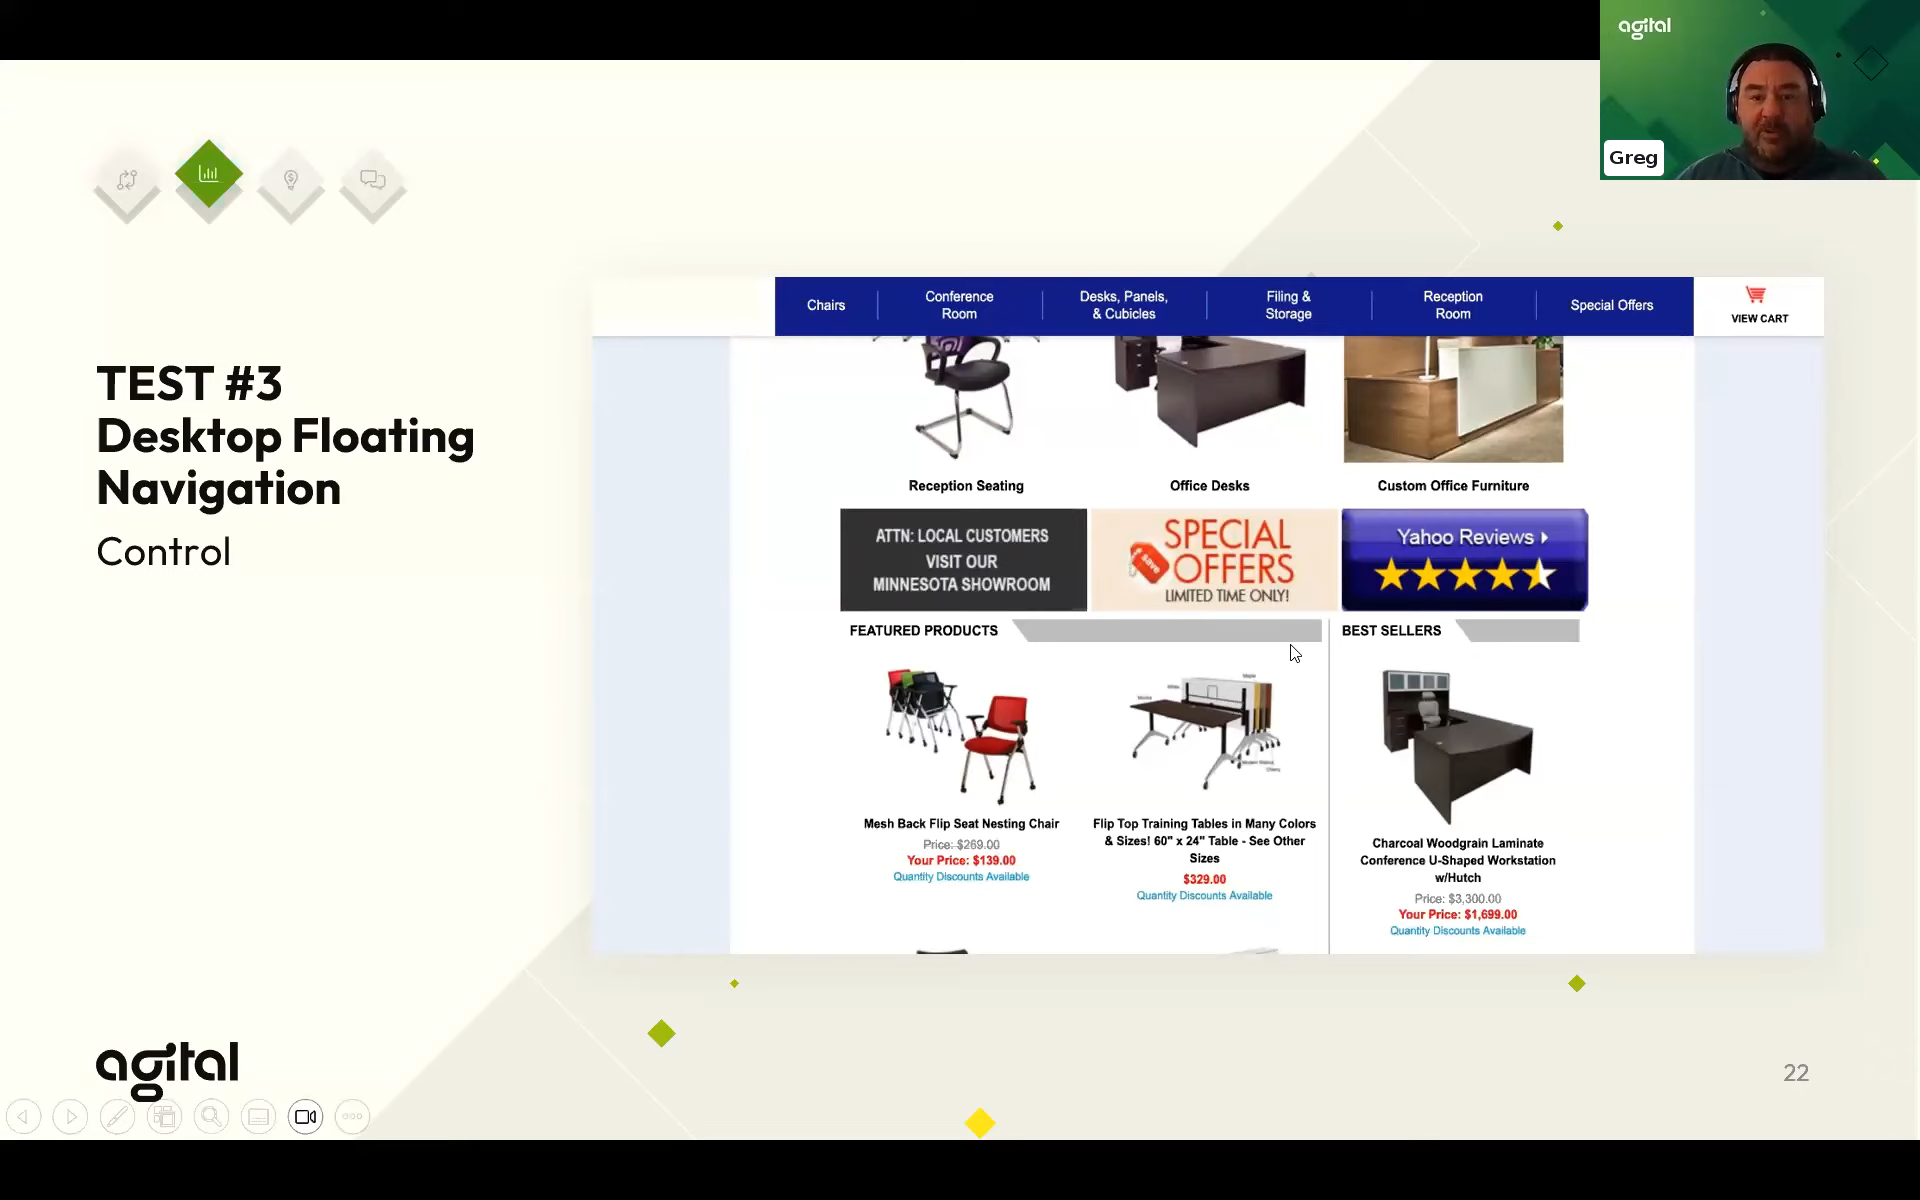 agital
Greg
TEST #3
Desktop Floating
Navigation
Control
Chairs
Conference
Room
Desks, Panels,
& Cubicles
Filing &
Storage
Reception
Room
Special Offers
VIEW CART
Reception Seating
Office Desks
Custom Office Furniture
ATTN: LOCAL CUSTOMERS
VISIT OUR
MINNESOTA SHOWROOM
save
SPECIAL
OFFERS
LIMITED TIME ONLY!
Yahoo Reviews
FEATURED PRODUCTS
BEST SELLERS
Mesh Back Flip Seat Nesting Chair
Price: $269.00
Your Price: $139.00
Quantity Discounts Available
Flip Top Training Tables in Many Colors
& Sizes! 60" x 24" Table - See Other
Sizes
$329.00
Quantity Discounts Available
Charcoal Woodgrain Laminate
Conference U-Shaped Workstation
w/Hutch
Price: $3,300.00
Your Price: $1,699.00
Quantity Discounts Available
agital
22